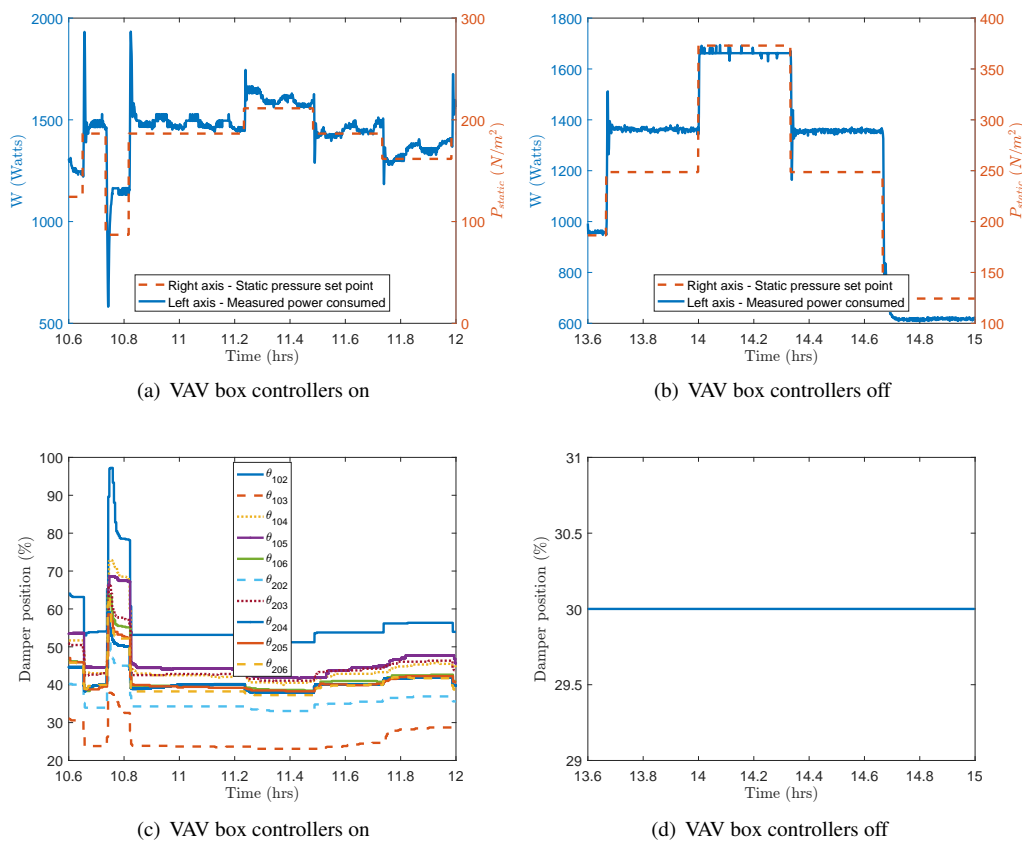 2000
1500
1000
500
W (Watts)
300
200
100
0
P_static ( N/m² )
Right axis - Static pressure set point
Left axis - Measured power consumed
10.6 10.8 11 11.2 11.4 11.6 11.8 12
Time (hrs)
(a) VAV box controllers on
1800
1600
1400
1200
1000
800
600
W (Watts)
400
350
300
250
200
150
100
P_static ( N/m² )
Right axis - Static pressure set point
Left axis - Measured power consumed
13.6 13.8 14 14.2 14.4 14.6 14.8 15
Time (hrs)
(b) VAV box controllers off
100
90
80
70
60
50
40
30
20
Damper position (%)
θ102
θ103
θ104
θ105
θ106
θ202
θ203
θ204
θ205
θ206
10.6 10.8 11 11.2 11.4 11.6 11.8 12
Time (hrs)
(c) VAV box controllers on
31
30.5
30
29.5
29
Damper position (%)
13.6 13.8 14 14.2 14.4 14.6 14.8 15
Time (hrs)
(d) VAV box controllers off